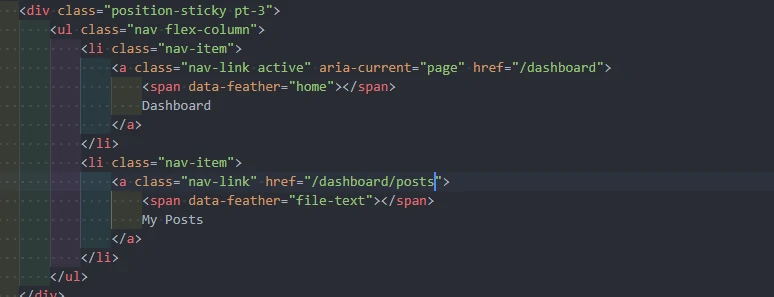 <div class="position-sticky pt-3">
<ul class="nav flex-column">
<li class="nav-item">
<a class="nav-link active" aria-current="page" href="/dashboard">
<span data-feather="home"></span>
Dashboard
</a>
</li>
<li class="nav-item">
<a class="nav-link" href="/dashboard/posts">
<span data-feather="file-text"></span>
My Posts
</a>
</li>
</ul>
</div>